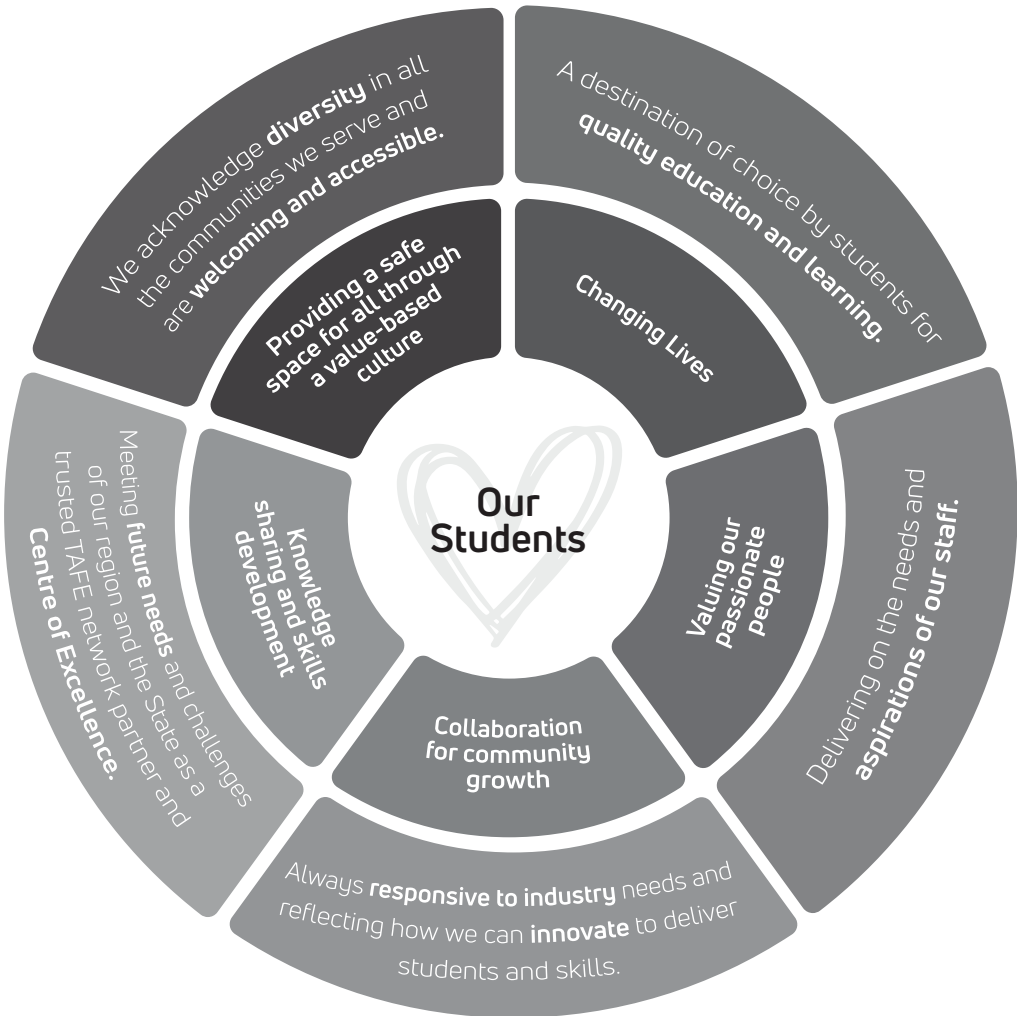 Our
Students
Changing Lives
A destination of choice by students for
quality education and learning.
Valuing our
passionate
people
Delivering on the needs and
aspirations of our staff.
Collaboration
for community
growth
Always responsive to industry needs and
reflecting how we can innovate to deliver
students and skills.
Knowledge
sharing and skills
development
Meeting future needs and challenges
of our region and the State as a
trusted TAFE network partner and
Centre of Excellence.
Providing a safe
space for all through
a value-based
culture
We acknowledge diversity in all
the communities we serve and
are welcoming and accessible.